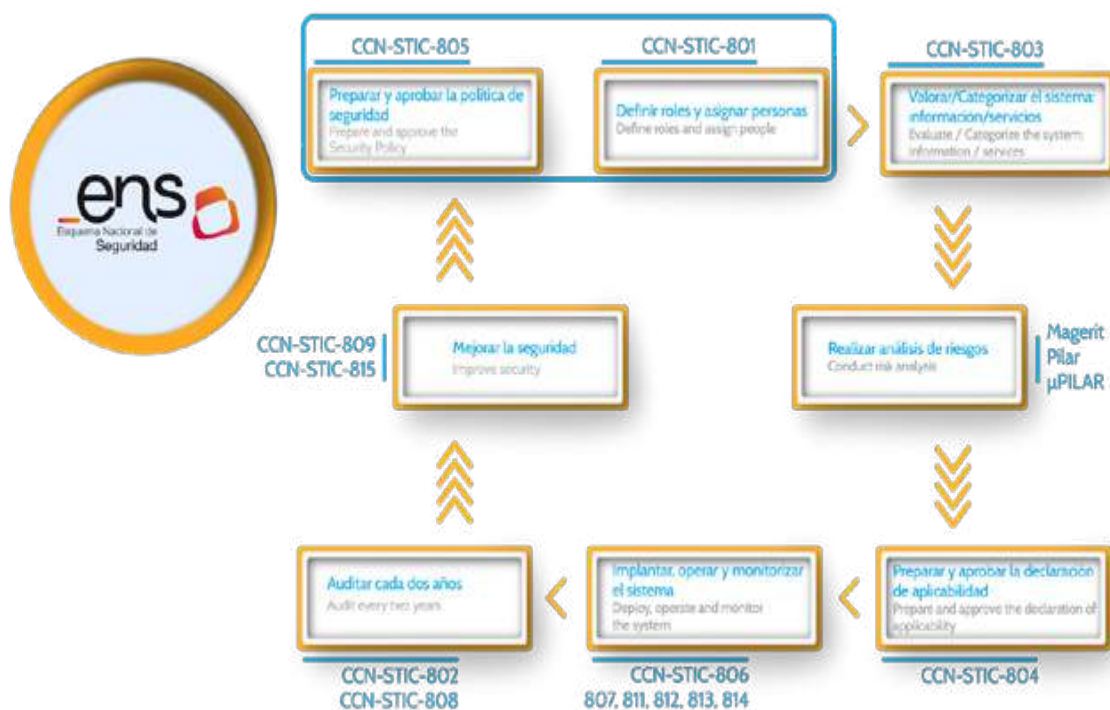 CCN-STIC-805
CCN-STIC-801
CCN-STIC-803
Preparar y aprobar la política de
seguridad
Prepare and approve the
Security Policy
Definir roles y asignar personas
Define roles and assign people
Valorar/Categorizar el sistema:
información/servicios
Evaluate / Categorize the system:
information / services
_ens
Esquema Nacional de
Seguridad
CCN-STIC-809
CCN-STIC-815
Mejorar la seguridad
Improve security
Realizar análisis de riesgos
Conduct risk analysis
Magerit
Pilar
µPILAR
Auditar cada dos años
Audit every two years
Implantar, operar y monitorizar
el sistema
Deploy, operate and monitor
the system
Preparar y aprobar la declaración
de aplicabilidad
Prepare and approve the declaration of
applicability
CCN-STIC-802
CCN-STIC-808
CCN-STIC-806
807, 811, 812, 813, 814
CCN-STIC-804